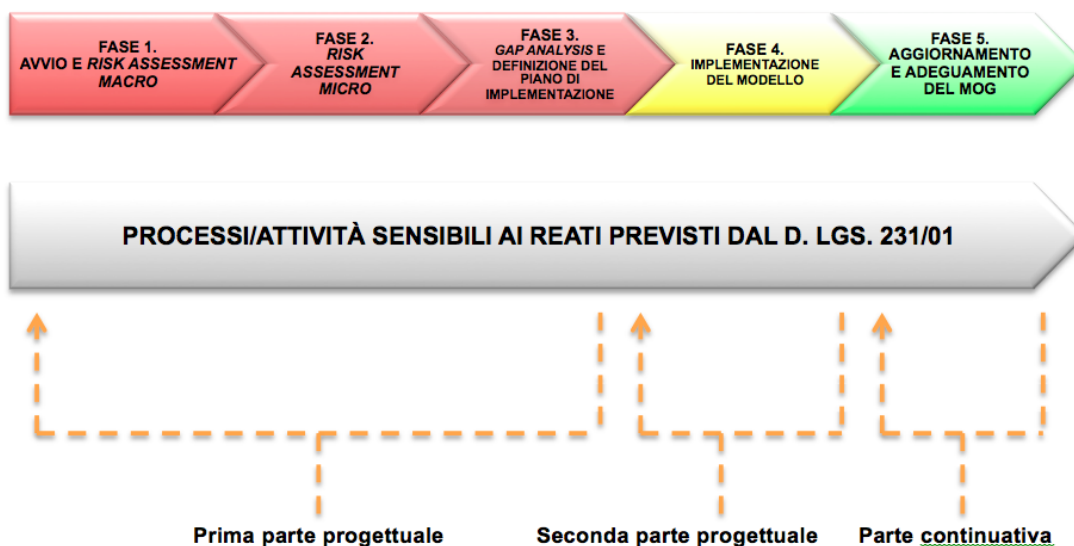 FASE 1.
AVVIO E RISK ASSESSMENT
MACRO
FASE 2.
RISK
ASSESSMENT
MICRO
FASE 3.
GAP ANALYSIS E
DEFINIZIONE DEL
PIANO DI
IMPLEMENTAZIONE
FASE 4.
IMPLEMENTAZIONE
DEL MODELLO
FASE 5.
AGGIORNAMENTO
E ADEGUAMENTO
DEL MOG
PROCESSI/ATTIVITÀ SENSIBILI AI REATI PREVISTI DAL D. LGS. 231/01
Prima parte progettuale
Seconda parte progettuale
Parte continuativa